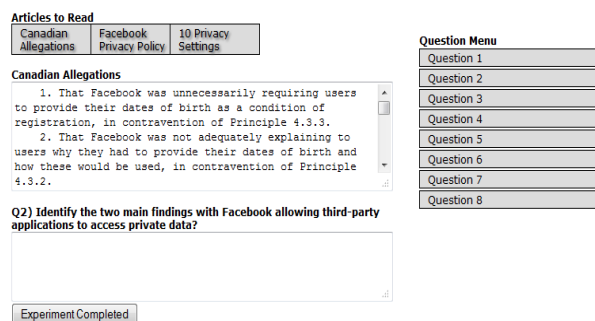 Articles to Read
Canadian Allegations
Facebook Privacy Policy
10 Privacy Settings
Canadian Allegations
1. That Facebook was unnecessarily requiring users
to provide their dates of birth as a condition of
registration, in contravention of Principle 4.3.3.
2. That Facebook was not adequately explaining to
users why they had to provide their dates of birth and
how these would be used, in contravention of Principle
4.3.2.
Q2) Identify the two main findings with Facebook allowing third-party
applications to access private data?
Experiment Completed
Question Menu
Question 1
Question 2
Question 3
Question 4
Question 5
Question 6
Question 7
Question 8